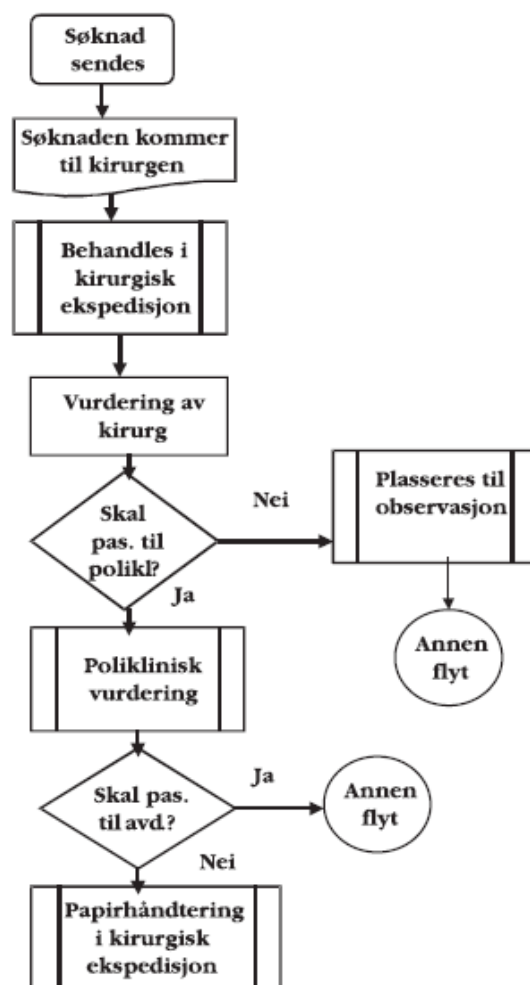 Søknad
sendes
Søknaden kommer
til kirurgen
Behandles i
kirurgisk
ekspedisjon
Vurdering av
kirurg
Skal
pas. til
polikl?
Nei
Plasseres til
observasjon
Annen
flyt
Ja
Poliklinisk
vurdering
Skal pas.
til avd.?
Ja
Annen
flyt
Nei
Papirhåndtering
i kirurgisk
ekspedisjon